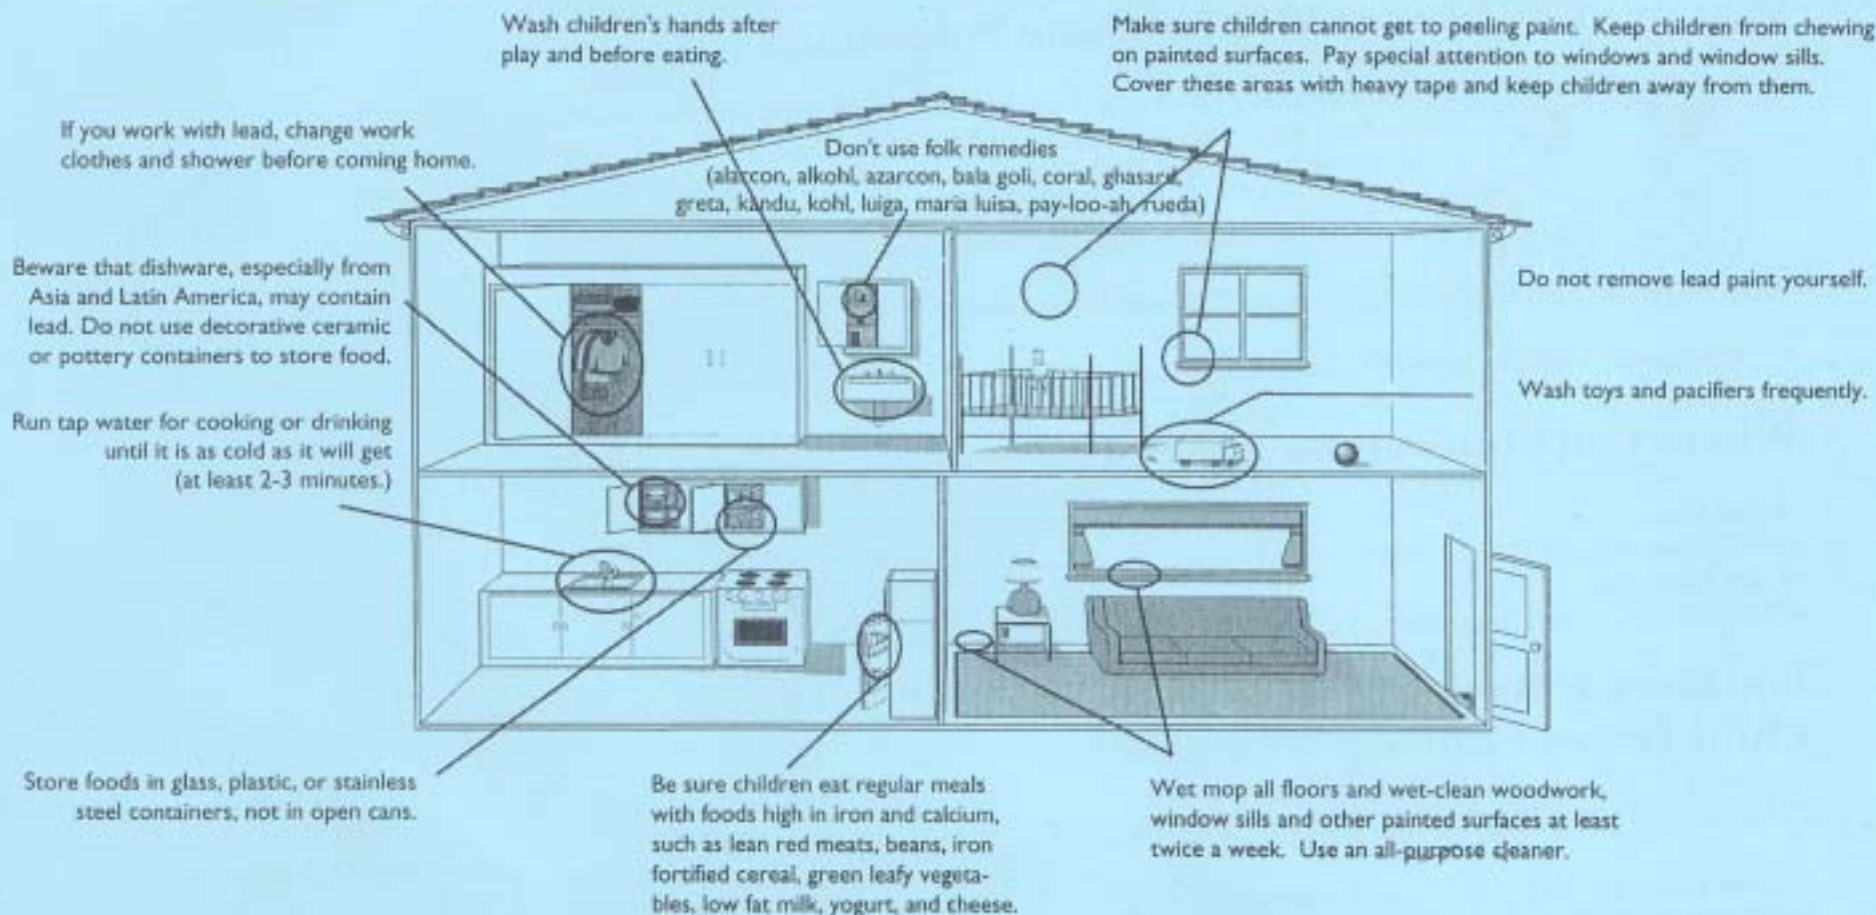 Wash children's hands after
play and before eating.
Make sure children cannot get to peeling paint. Keep children from chewing
on painted surfaces. Pay special attention to windows and window sills.
Cover these areas with heavy tape and keep children away from them.
If you work with lead, change work
clothes and shower before coming home.
Don't use folk remedies
(alarcon, alkohl, azarcon, bala goli, coral, ghasard,
greta, kandu, kohl, luiga, maria luisa, pay-loo-ah, rueda)
Beware that dishware, especially from
Asia and Latin America, may contain
lead. Do not use decorative ceramic
or pottery containers to store food.
Do not remove lead paint yourself.
Wash toys and pacifiers frequently.
Run tap water for cooking or drinking
until it is as cold as it will get
(at least 2-3 minutes.)
Store foods in glass, plastic, or stainless
steel containers, not in open cans.
Be sure children eat regular meals
with foods high in iron and calcium,
such as lean red meats, beans, iron
fortified cereal, green leafy vegeta-
bles, low fat milk, yogurt, and cheese.
Wet mop all floors and wet-clean woodwork,
window sills and other painted surfaces at least
twice a week. Use an all-purpose cleaner.